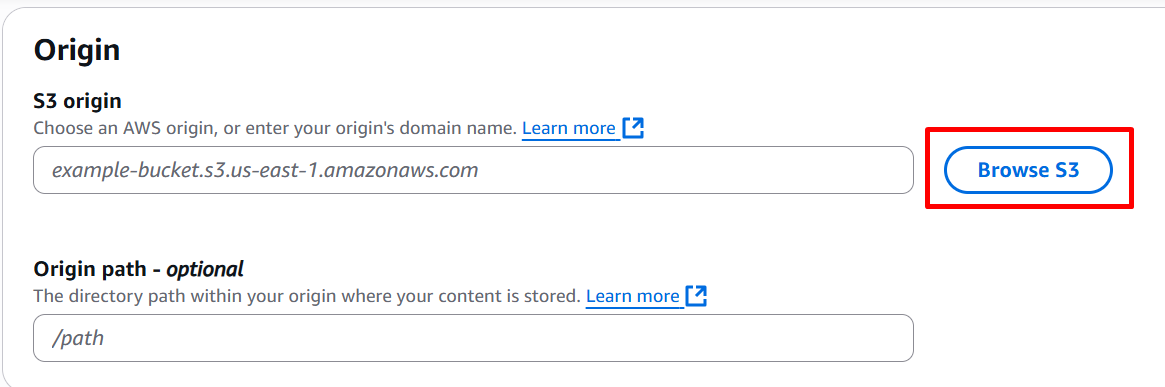 Origin
S3 origin
Choose an AWS origin, or enter your origin's domain name. Learn more
example-bucket.s3.us-east-1.amazonaws.com
Browse S3
Origin path - optional
The directory path within your origin where your content is stored. Learn more
/path